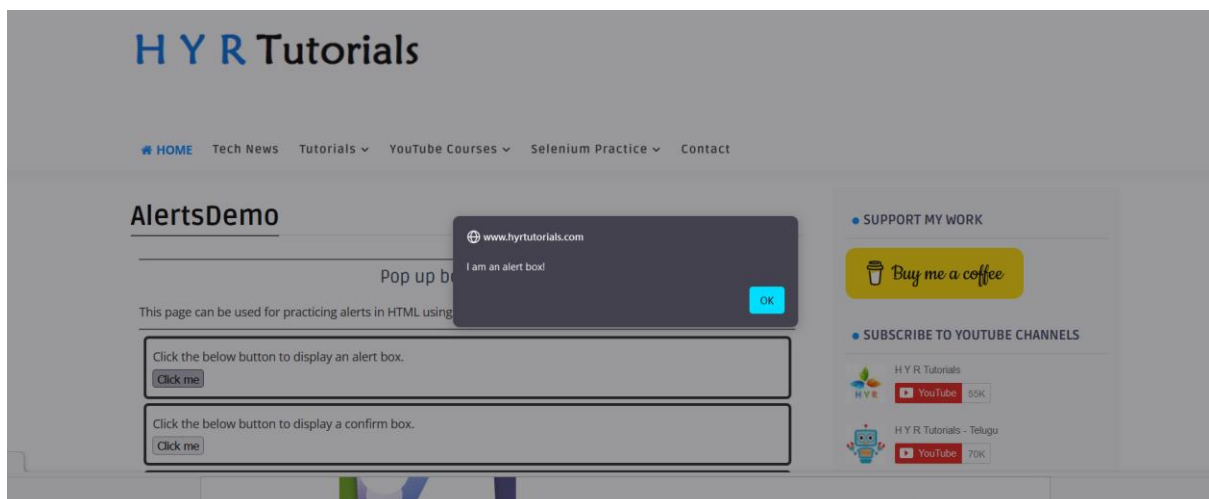 H Y R Tutorials
HOME Tech News Tutorials YouTube Courses Selenium Practice Contact
AlertsDemo
Pop up b
This page can be used for practicing alerts in HTML using
www.hyrtutorials.com
I am an alert box!
OK
Click the below button to display an alert box.
Click me
Click the below button to display a confirm box.
Click me
SUPPORT MY WORK
Buy me a coffee
SUBSCRIBE TO YOUTUBE CHANNELS
HYR
H Y R Tutorials
YouTube 55K
H Y R Tutorials - Telugu
YouTube 70K